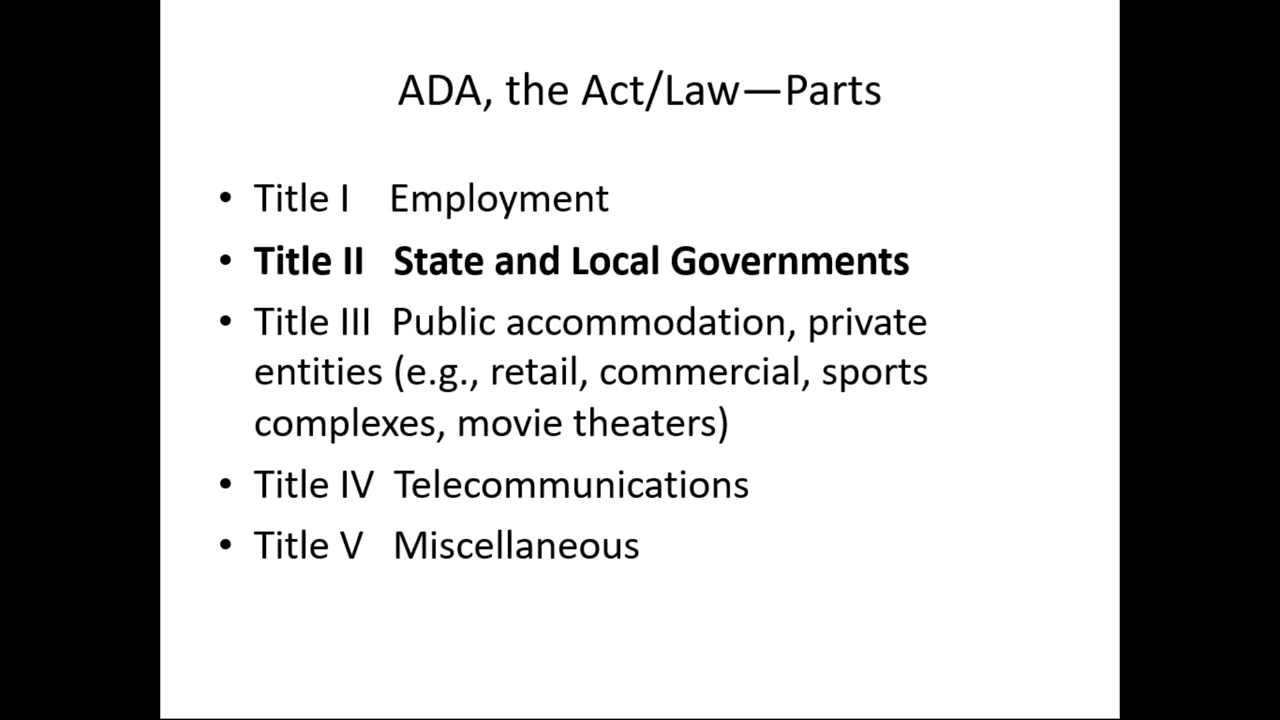 ADA, the Act/Law—Parts
• Title I Employment
• Title II State and Local Governments
• Title III Public accommodation, private
entities (e.g., retail, commercial, sports
complexes, movie theaters)
• Title IV Telecommunications
• Title V Miscellaneous